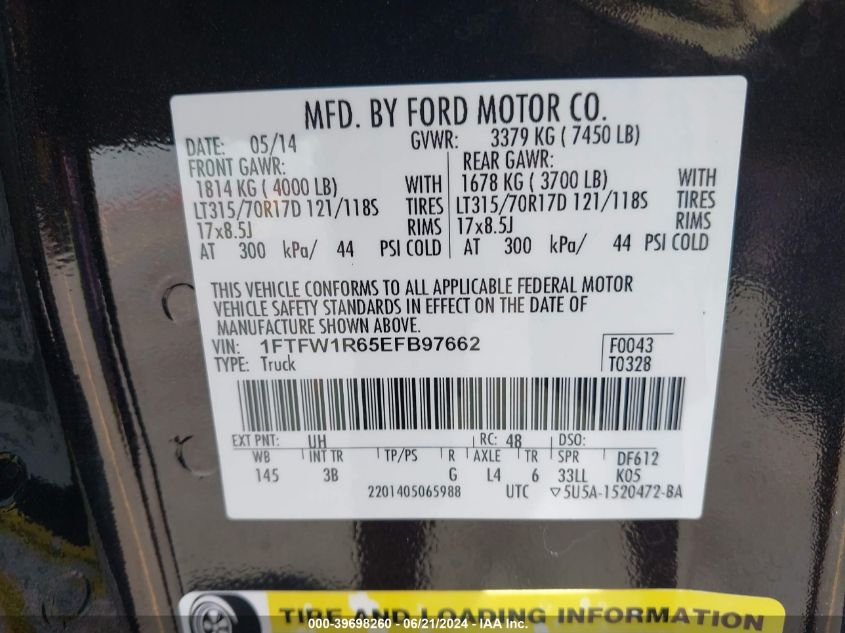 MFD. BY FORD MOTOR CO.
DATE: 05/14 GVWR: 3379 KG ( 7450 LB)
FRONT GAWR: REAR GAWR:
1814 KG ( 4000 LB) WITH 1678 KG ( 3700 LB) WITH
LT315/70R17D 121/118S TIRES LT315/70R17D 121/118S TIRES
17x8.5J RIMS 17x8.5J RIMS
AT 300 kPa/ 44 PSI COLD AT 300 kPa/ 44 PSI COLD
THIS VEHICLE CONFORMS TO ALL APPLICABLE FEDERAL MOTOR
VEHICLE SAFETY STANDARDS IN EFFECT ON THE DATE OF
MANUFACTURE SHOWN ABOVE.
VIN: 1FTFW1R65EFB97662 F0043
TYPE: Truck T0328
EXT PNT: UH RC: 48 DSO:
WB INT TR TP/PS R AXLE TR SPR DF612
145 3B G L4 6 33LL K05
2201405065988 UTC ▽5U5A-1520472-BA
TIRE AND LOADING INFORMATION
000-39698260 - 06/21/2024 - IAA Inc.